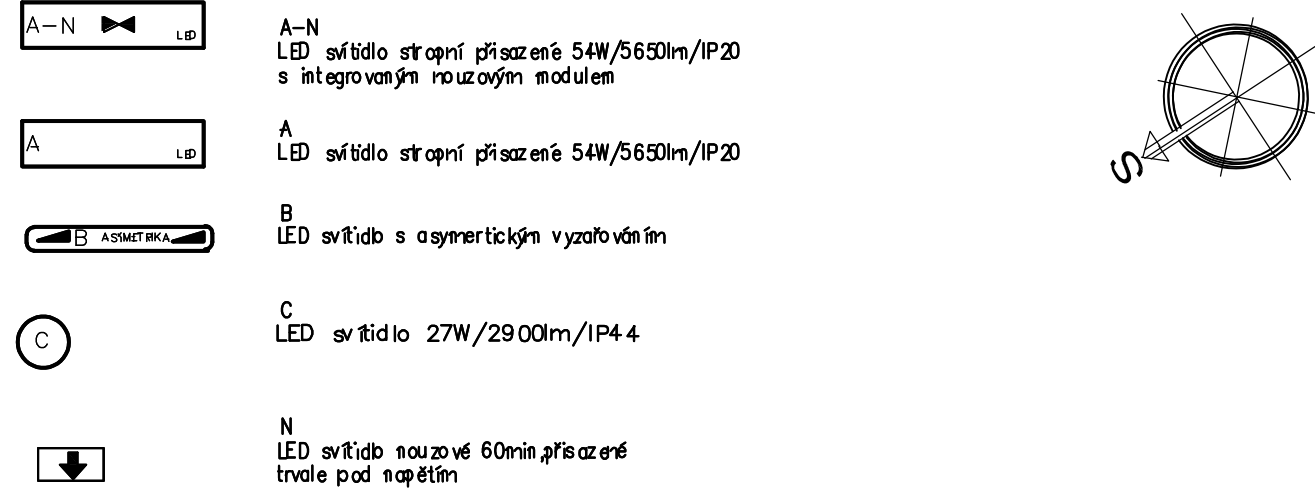 A-N LED
A-N
LED svítidlo stropní přisazené 54W/5650lm/IP20
s integrovaným nouzovým modulem
A LED
A
LED svítidlo stropní přisazené 54W/5650lm/IP20
B ASYMETRIKA
B
LED svítidlo s asymertickým vyzařováním
C
C
LED svítidlo 27W/2900lm/IP44
N
LED svítidlo nouzové 60min,přisazené
trvale pod napětím
S